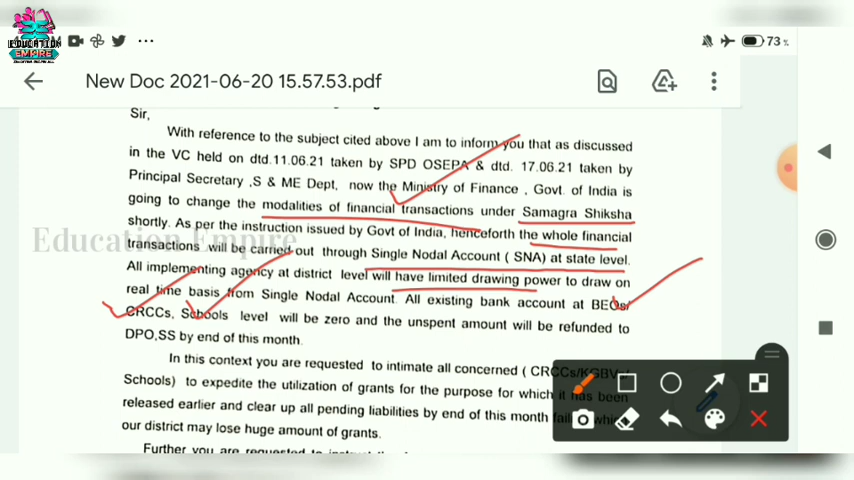 EDUCATION
EMPIRE
73%
New Doc 2021-06-20 15.57.53.pdf
Sir,
With reference to the subject cited above I am to inform you that as discussed
in the VC held on dtd.11.06.21 taken by SPD OSEPA & dtd. 17.06.21 taken by
Principal Secretary ,S & ME Dept, now the Ministry of Finance , Govt. of India is
going to change the modalities of financial transactions under Samagra Shiksha
shortly. As per the instruction issued by Govt of India, henceforth the whole financial
Education Empire
transactions will be carried out through Single Nodal Account ( SNA) at state level.
All implementing agency at district level will have limited drawing power to draw on
real time basis from Single Nodal Account. All existing bank account at BEOs/
CRCCs, Schools level will be zero and the unspent amount will be refunded to
DPO,SS by end of this month.
In this context you are requested to intimate all concerned ( CRCCs/KGBVs/
Schools) to expedite the utilization of grants for the purpose for which it has been
released earlier and clear up all pending liabilities by end of this month failing which
our district may lose huge amount of grants.
Further you are requested to